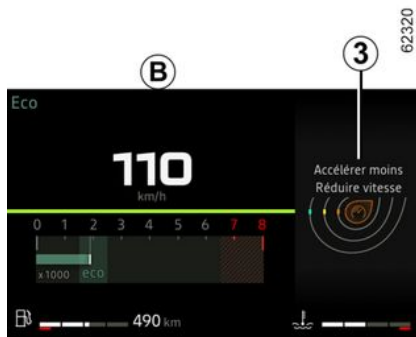 62320
B
3
Eco
110
km/h
Accélérer moins
Réduire vitesse
0 1 2 3 4 5 6 7 8
x1000 eco
490 km